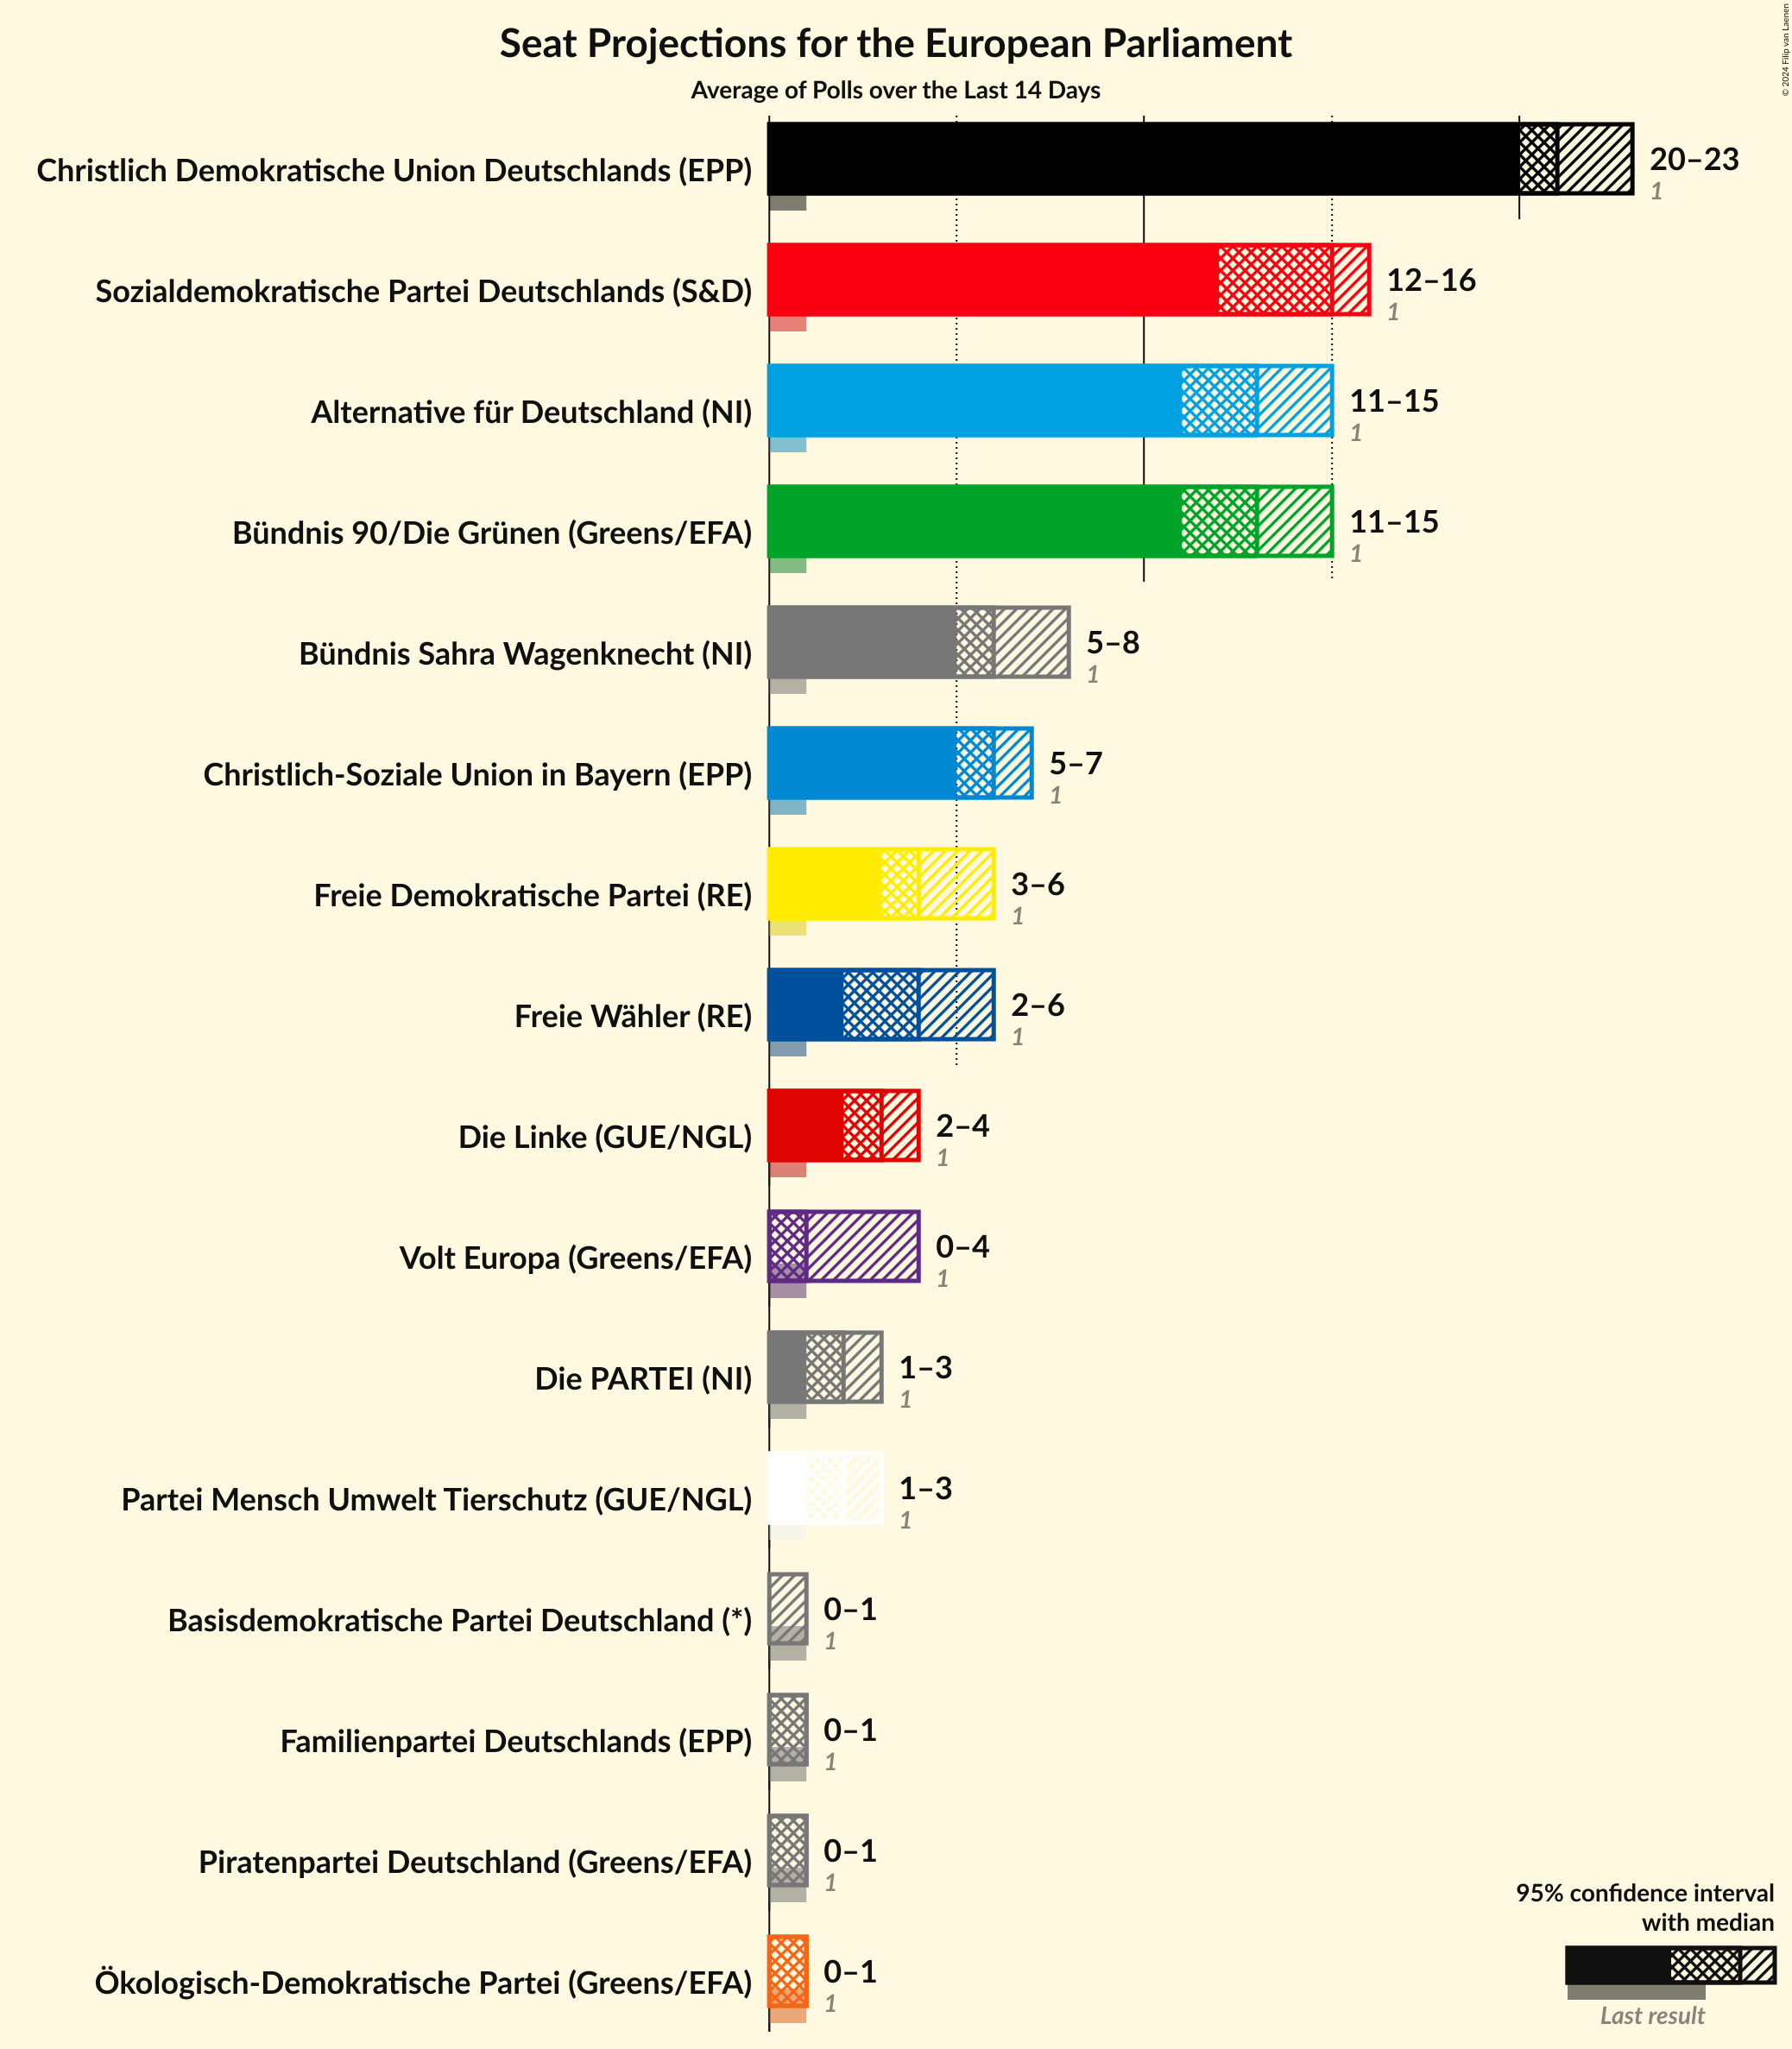 Seat Projections for the European Parliament
Average of Polls over the Last 14 Days
© 2024 Filip van Laenen
Christlich Demokratische Union Deutschlands (EPP)
20–23
1
Sozialdemokratische Partei Deutschlands (S&D)
12–16
1
Alternative für Deutschland (NI)
11–15
1
Bündnis 90/Die Grünen (Greens/EFA)
11–15
1
Bündnis Sahra Wagenknecht (NI)
5–8
1
Christlich-Soziale Union in Bayern (EPP)
5–7
1
Freie Demokratische Partei (RE)
3–6
1
Freie Wähler (RE)
2–6
1
Die Linke (GUE/NGL)
2–4
1
Volt Europa (Greens/EFA)
0–4
1
Die PARTEI (NI)
1–3
1
Partei Mensch Umwelt Tierschutz (GUE/NGL)
1–3
1
Basisdemokratische Partei Deutschland (*)
0–1
1
Familienpartei Deutschlands (EPP)
0–1
1
Piratenpartei Deutschland (Greens/EFA)
0–1
1
Ökologisch-Demokratische Partei (Greens/EFA)
0–1
1
95% confidence interval
with median
Last result